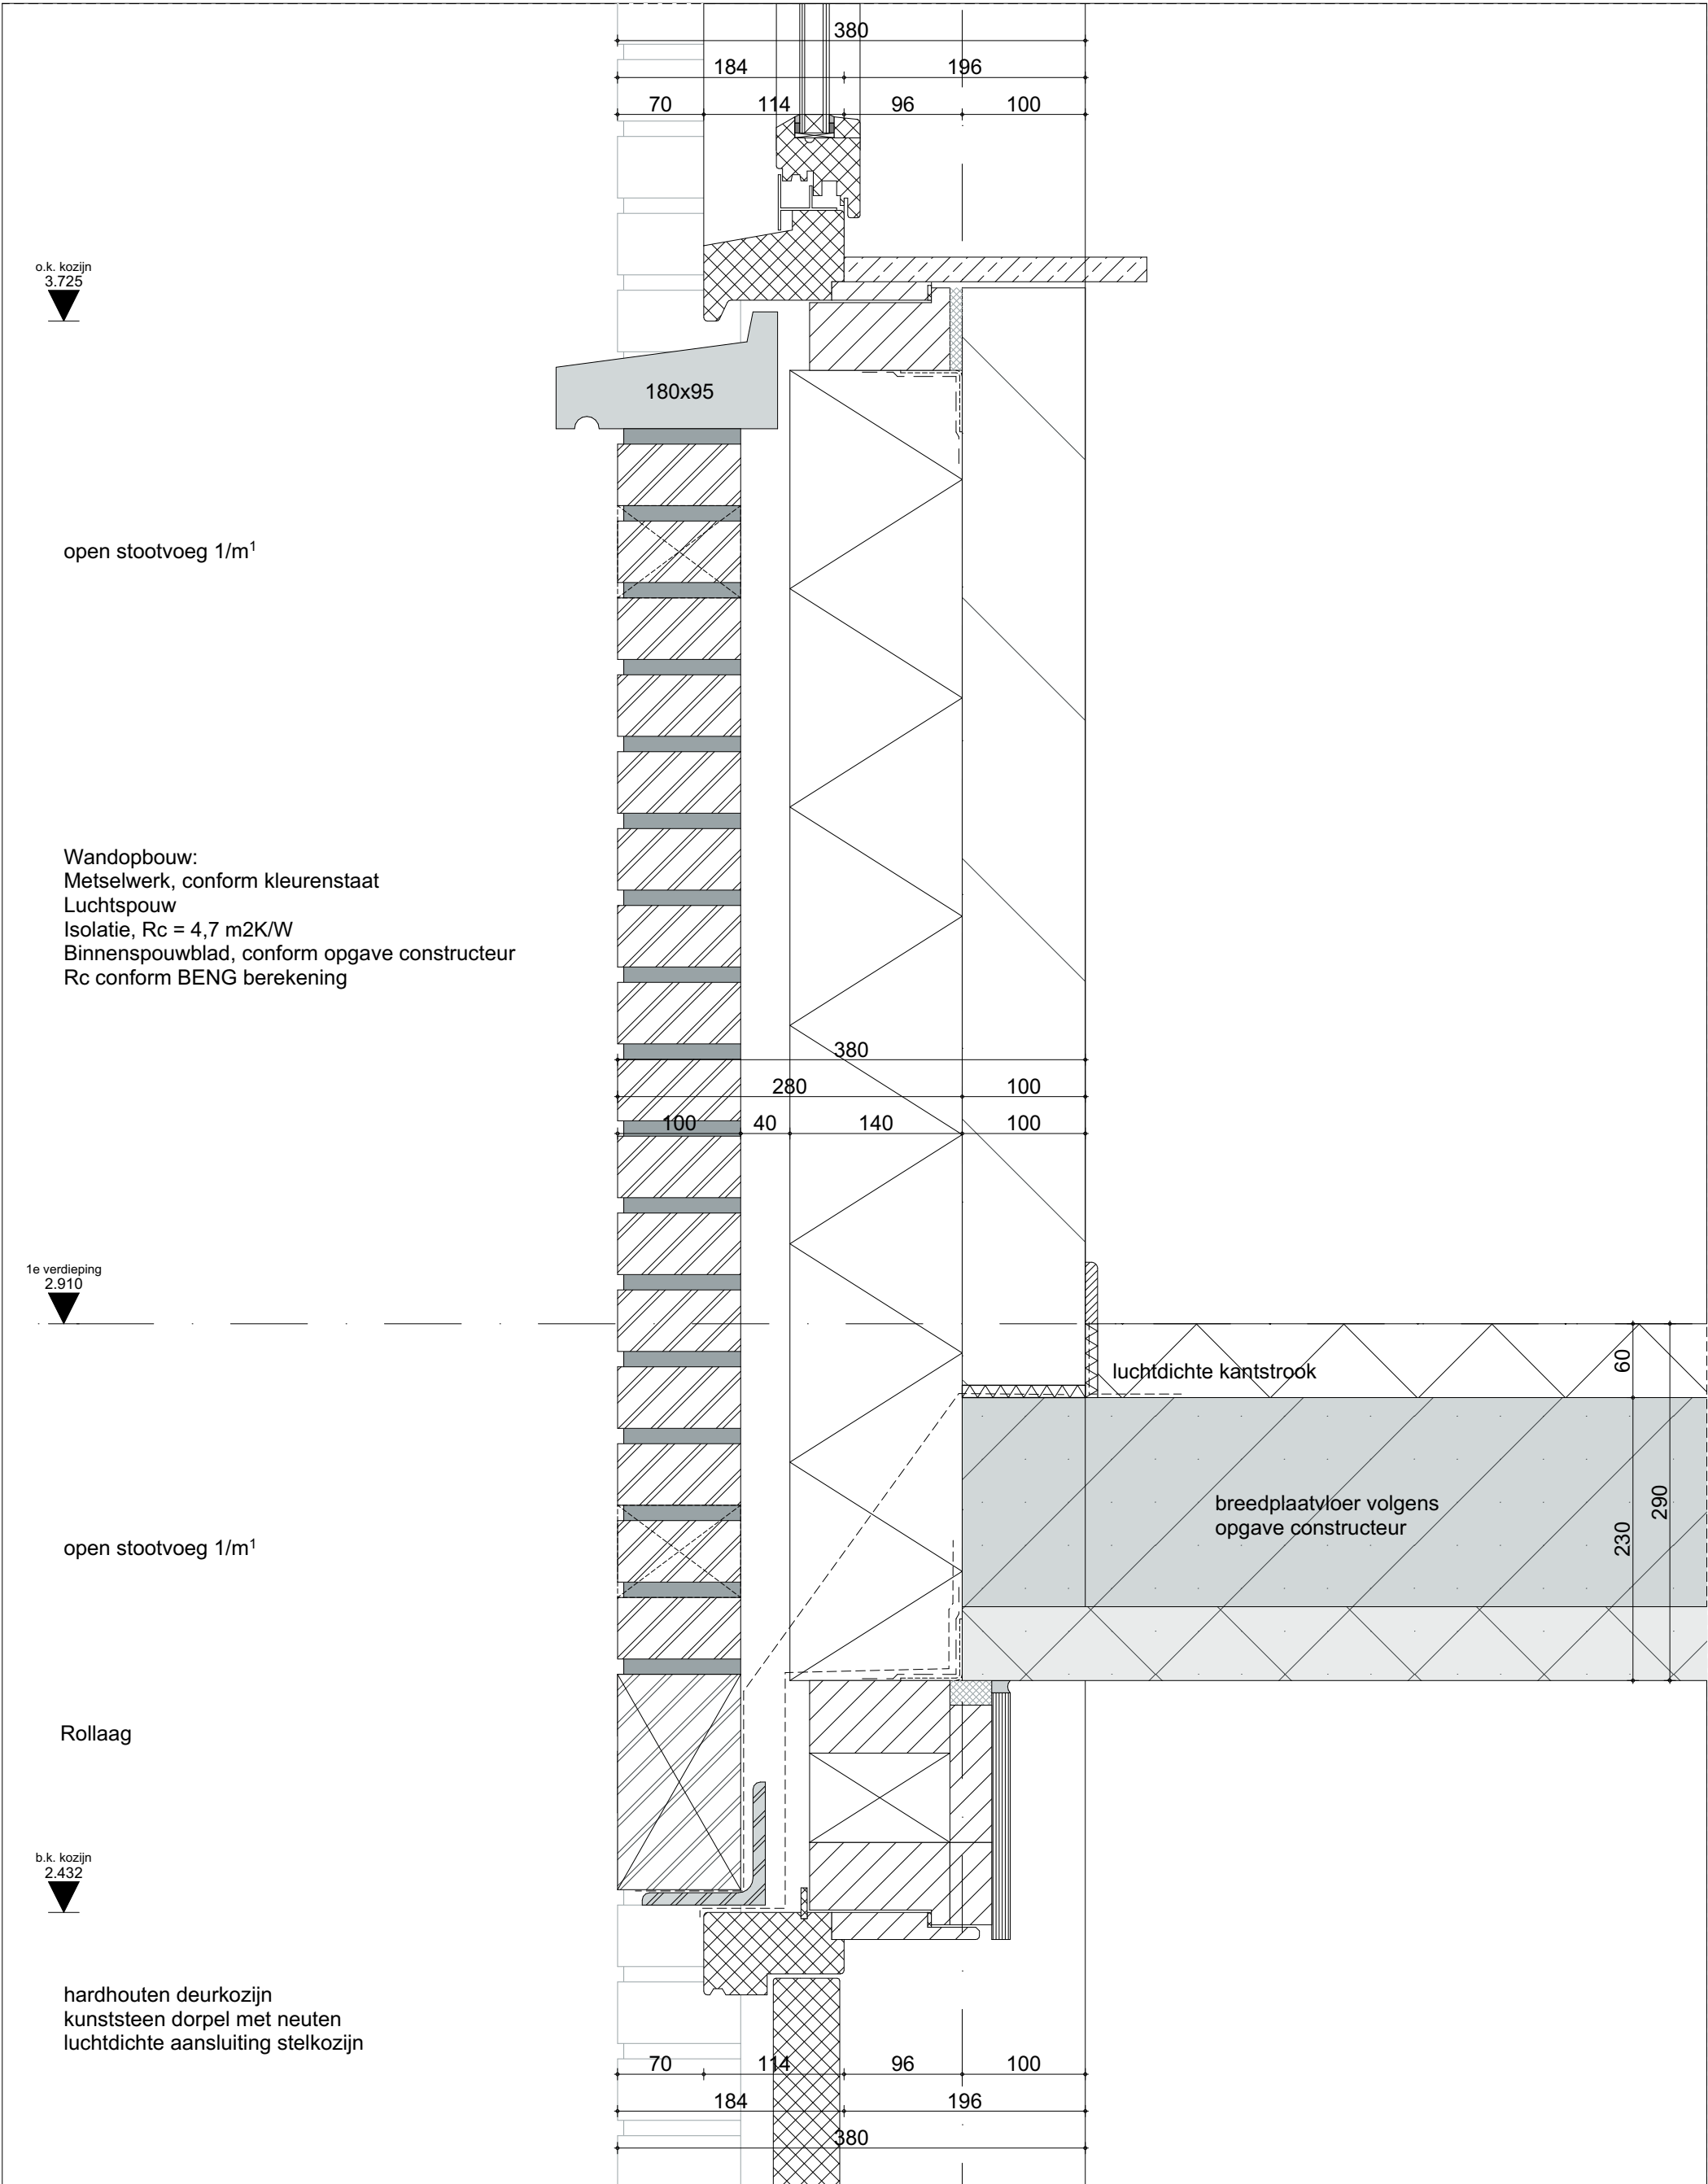 380
184 196
70 114 96 100
o.k. kozijn
3.725
180x95
open stootvoeg 1/m¹
Wandopbouw:
Metselwerk, conform kleurenstaat
Luchtspouw
Isolatie, Rc = 4,7 m2K/W
Binnenspouwblad, conform opgave constructeur
Rc conform BENG berekening
380
280 100
100 40 140 100
1e verdieping
2.910
luchtdichte kantstrook
60
breedplaatvloer volgens
opgave constructeur
290
230
open stootvoeg 1/m¹
Rollaag
b.k. kozijn
2.432
hardhouten deurkozijn
kunststeen dorpel met neuten
luchtdichte aansluiting stelkozijn
70 114 96 100
184 196
380